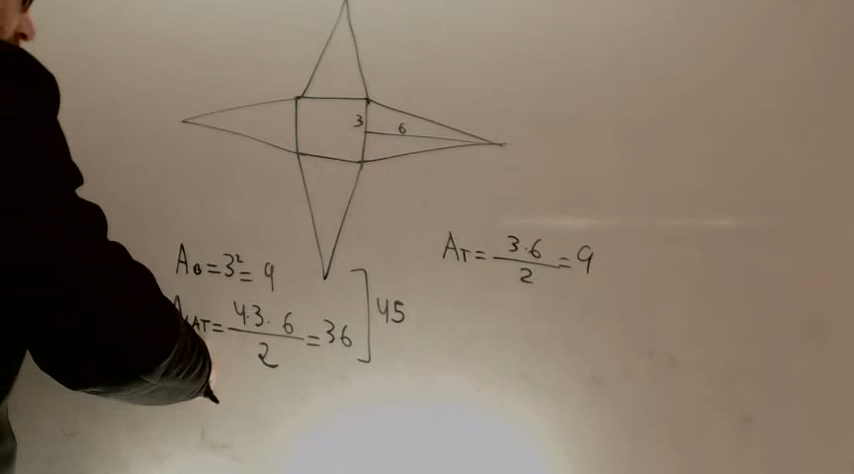 3
6
A_B = 3² = 9
A_LAT = (4·3·6)/2 = 36 ] 45
A_T = (3·6)/2 = 9